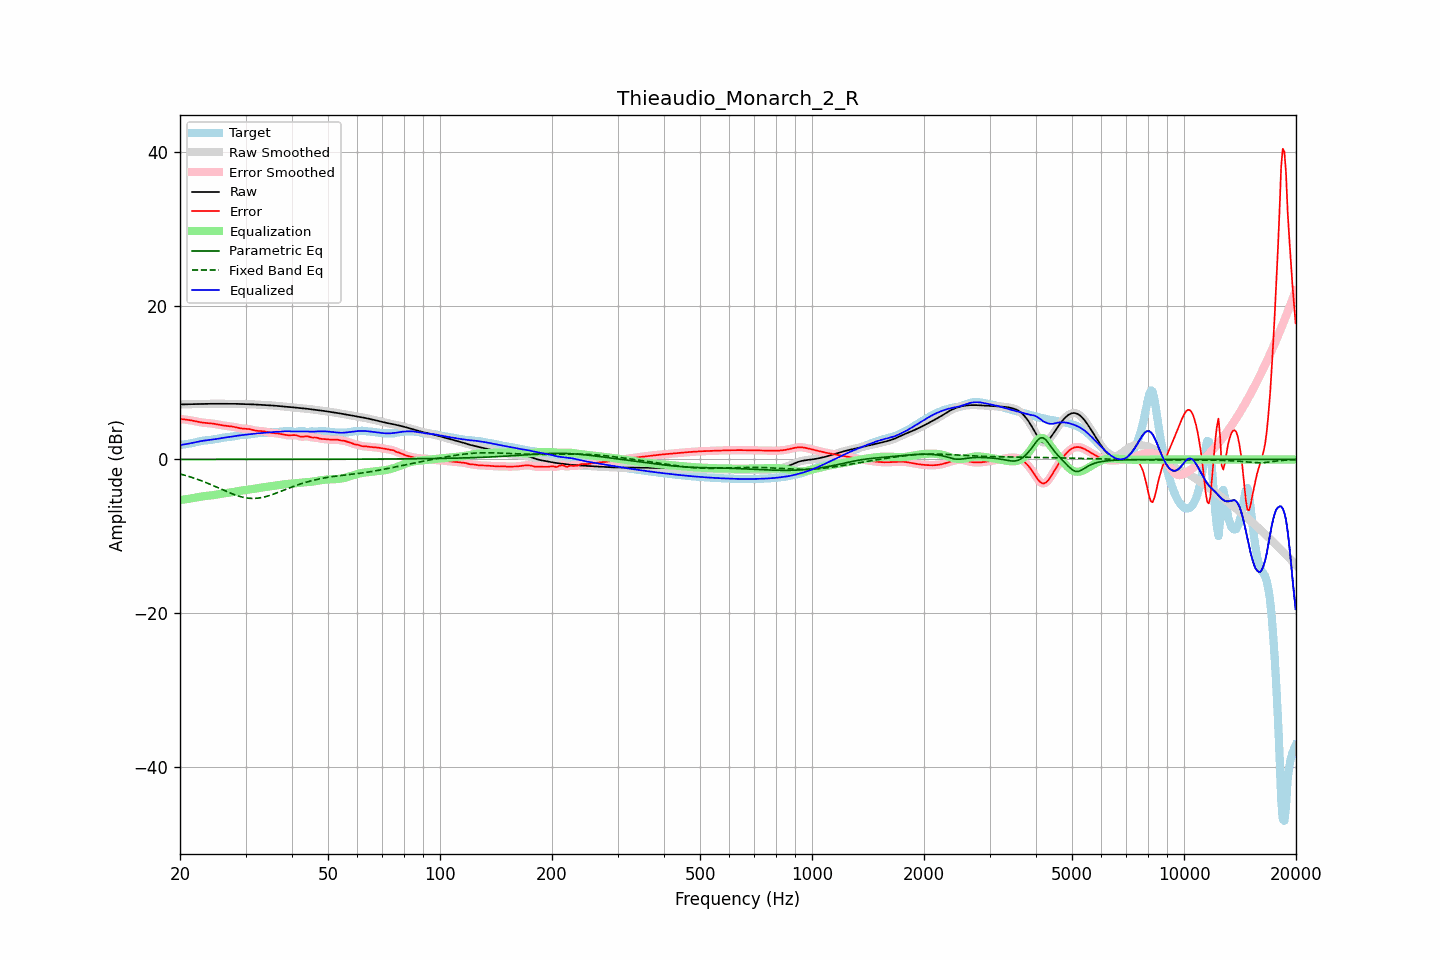 Thieaudio_Monarch_2_R
Target
Raw Smoothed
Error Smoothed
Raw
Error
Equalization
Parametric Eq
Fixed Band Eq
Equalized
40
20
0
−20
−40
Amplitude (dBr)
20 50 100 200 500 1000 2000 5000 10000 20000
Frequency (Hz)